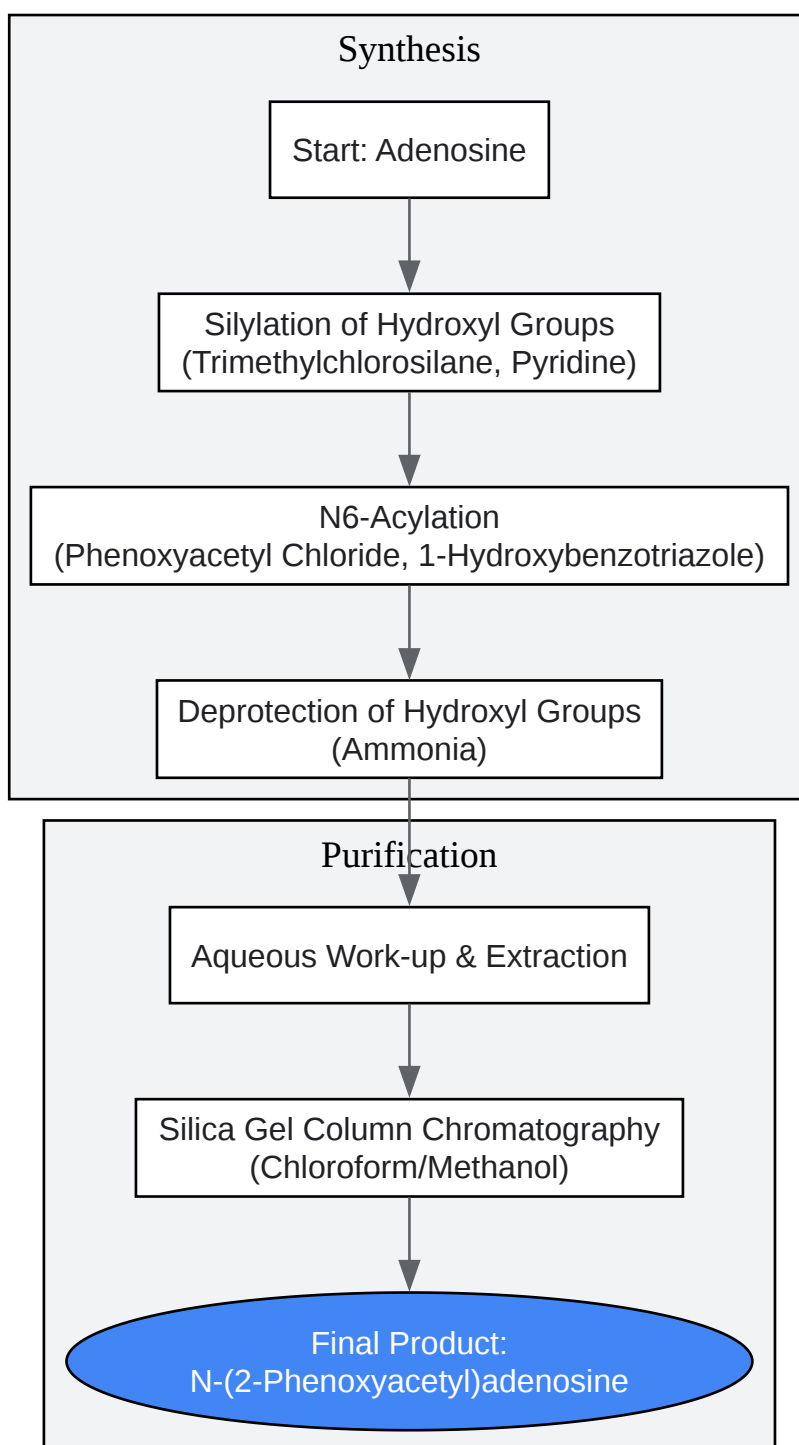 Synthesis
Start: Adenosine
Silylation of Hydroxyl Groups
(Trimethylchlorosilane, Pyridine)
N6-Acylation
(Phenoxyacetyl Chloride, 1-Hydroxybenzotriazole)
Deprotection of Hydroxyl Groups
(Ammonia)
Purification
Aqueous Work-up & Extraction
Silica Gel Column Chromatography
(Chloroform/Methanol)
Final Product:
N-(2-Phenoxyacetyl)adenosine